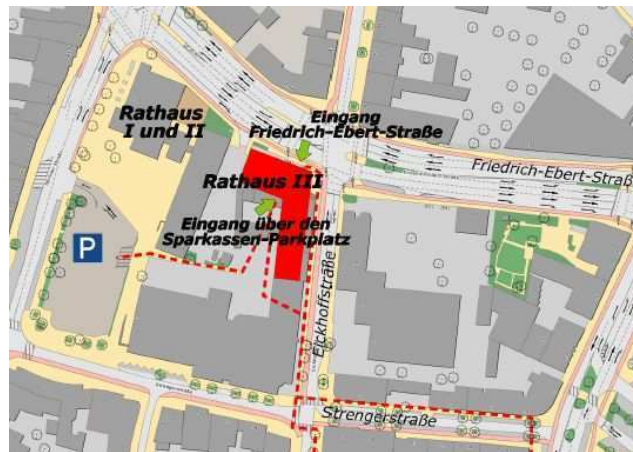 Rathaus
I und II
Eingang
Friedrich-Ebert-Straße
Friedrich-Ebert-Straß
Rathaus III
Eingang über den
Sparkassen-Parkplatz
P
Eickhoffstraße
Strengerstraße